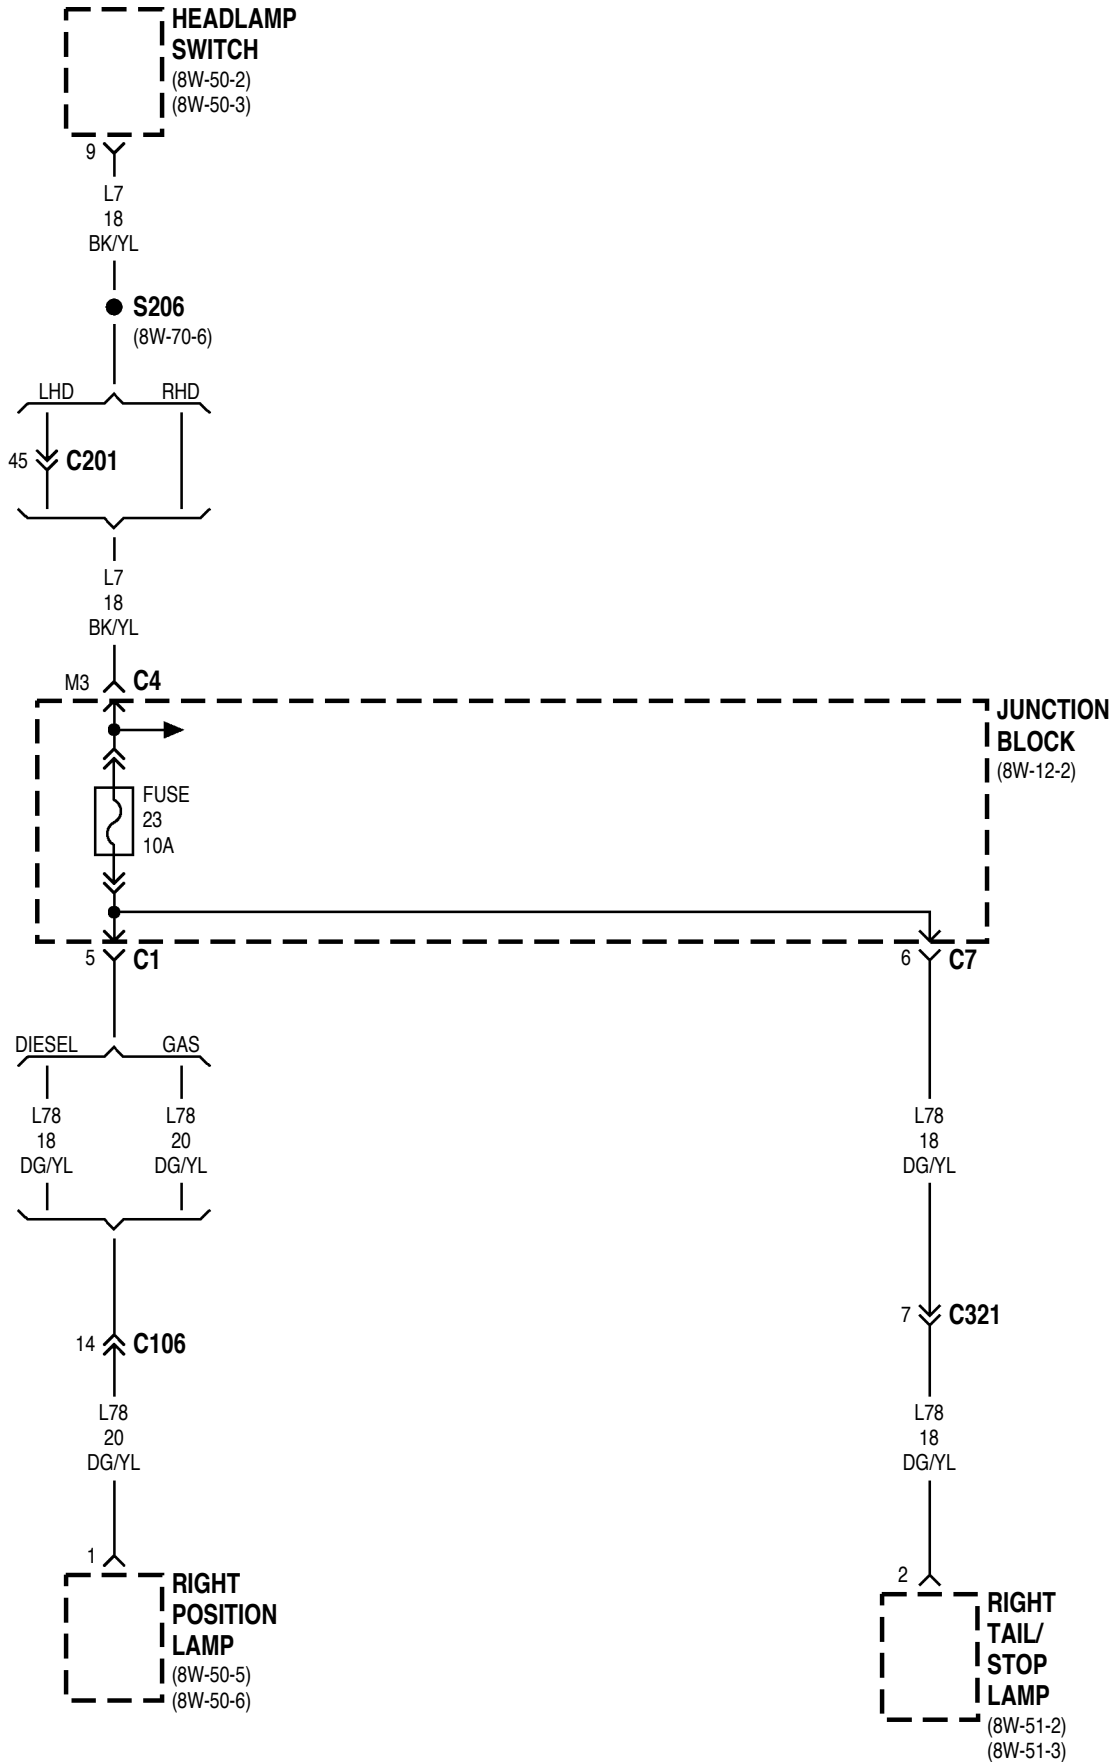 HEADLAMP
SWITCH
(8W-50-2)
(8W-50-3)
9
L7
18
BK/YL
S206
(8W-70-6)
LHD RHD
45 C201
L7
18
BK/YL
M3 C4
JUNCTION
BLOCK
(8W-12-2)
FUSE
23
10A
5 C1
6 C7
DIESEL GAS
L78 L78
18 20
DG/YL DG/YL
L78
18
DG/YL
7 C321
14 C106
L78
20
DG/YL
L78
18
DG/YL
1
RIGHT
POSITION
LAMP
(8W-50-5)
(8W-50-6)
2
RIGHT
TAIL/
STOP
LAMP
(8W-51-2)
(8W-51-3)